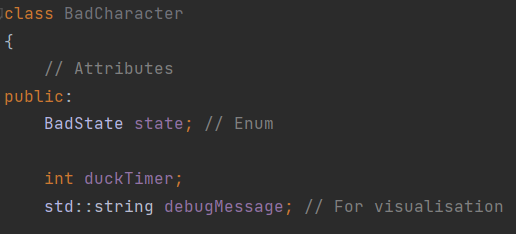 class BadCharacter
{
// Attributes
public:
BadState state; // Enum
int duckTimer;
std::string debugMessage; // For visualisation